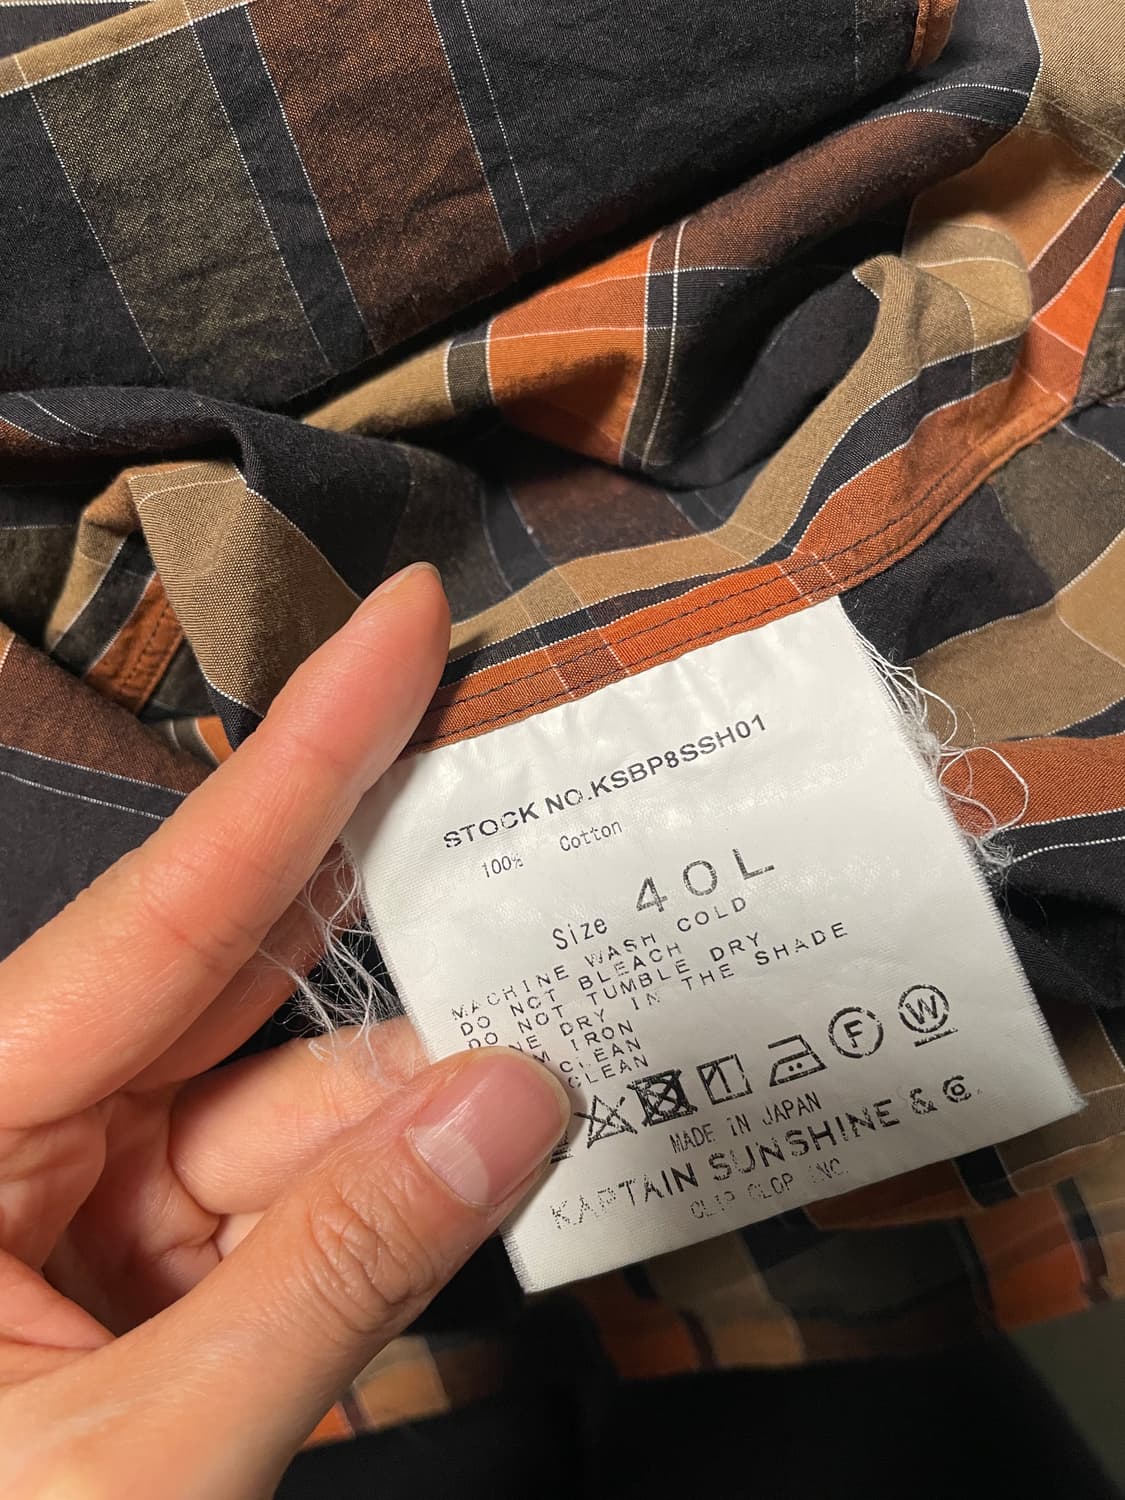 STOCK NO.KSBP8SSH01
100% Cotton
Size 40L
MACHINE WASH COLD
DO NOT BLEACH
DO NOT TUMBLE DRY
DRY IN THE SHADE
IRON
CLEAN
CLEAN
F W
MADE IN JAPAN
KAPTAIN SUNSHINE & Co.
CLIP CLOP INC.